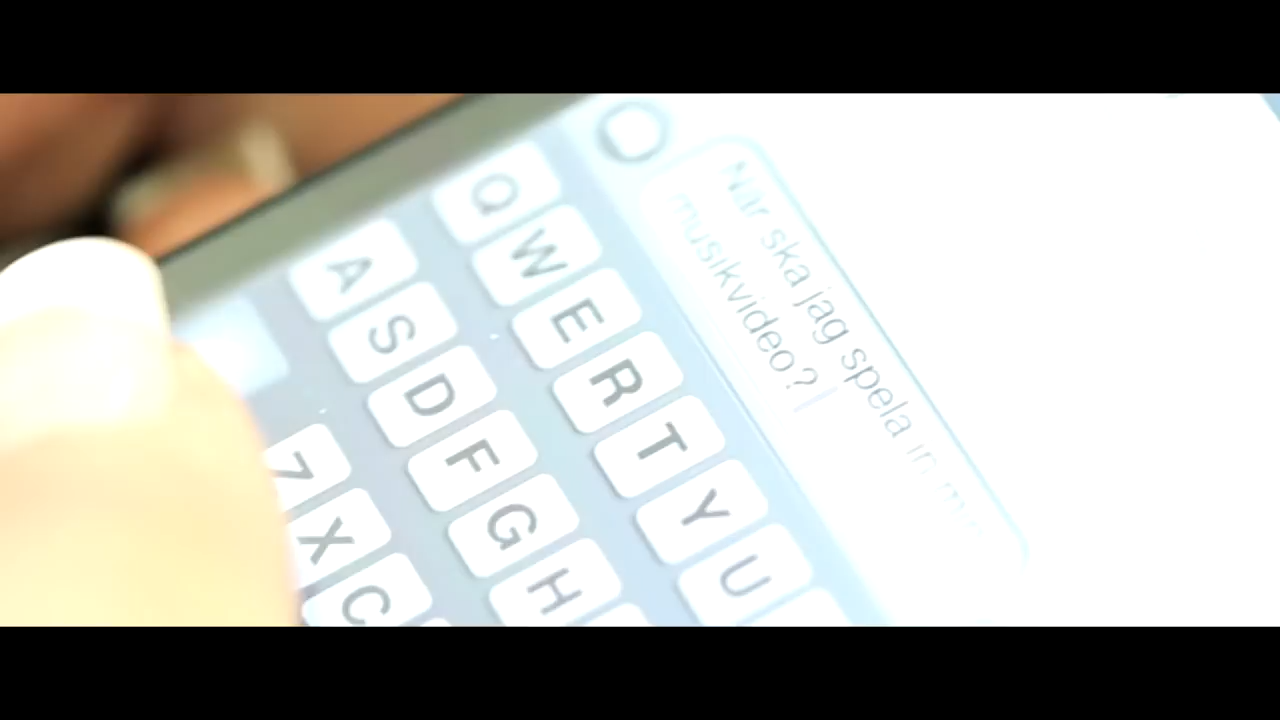 När ska jag spela in
musikvideo?
Q W E R T Y U
A S D F G H
Z X C